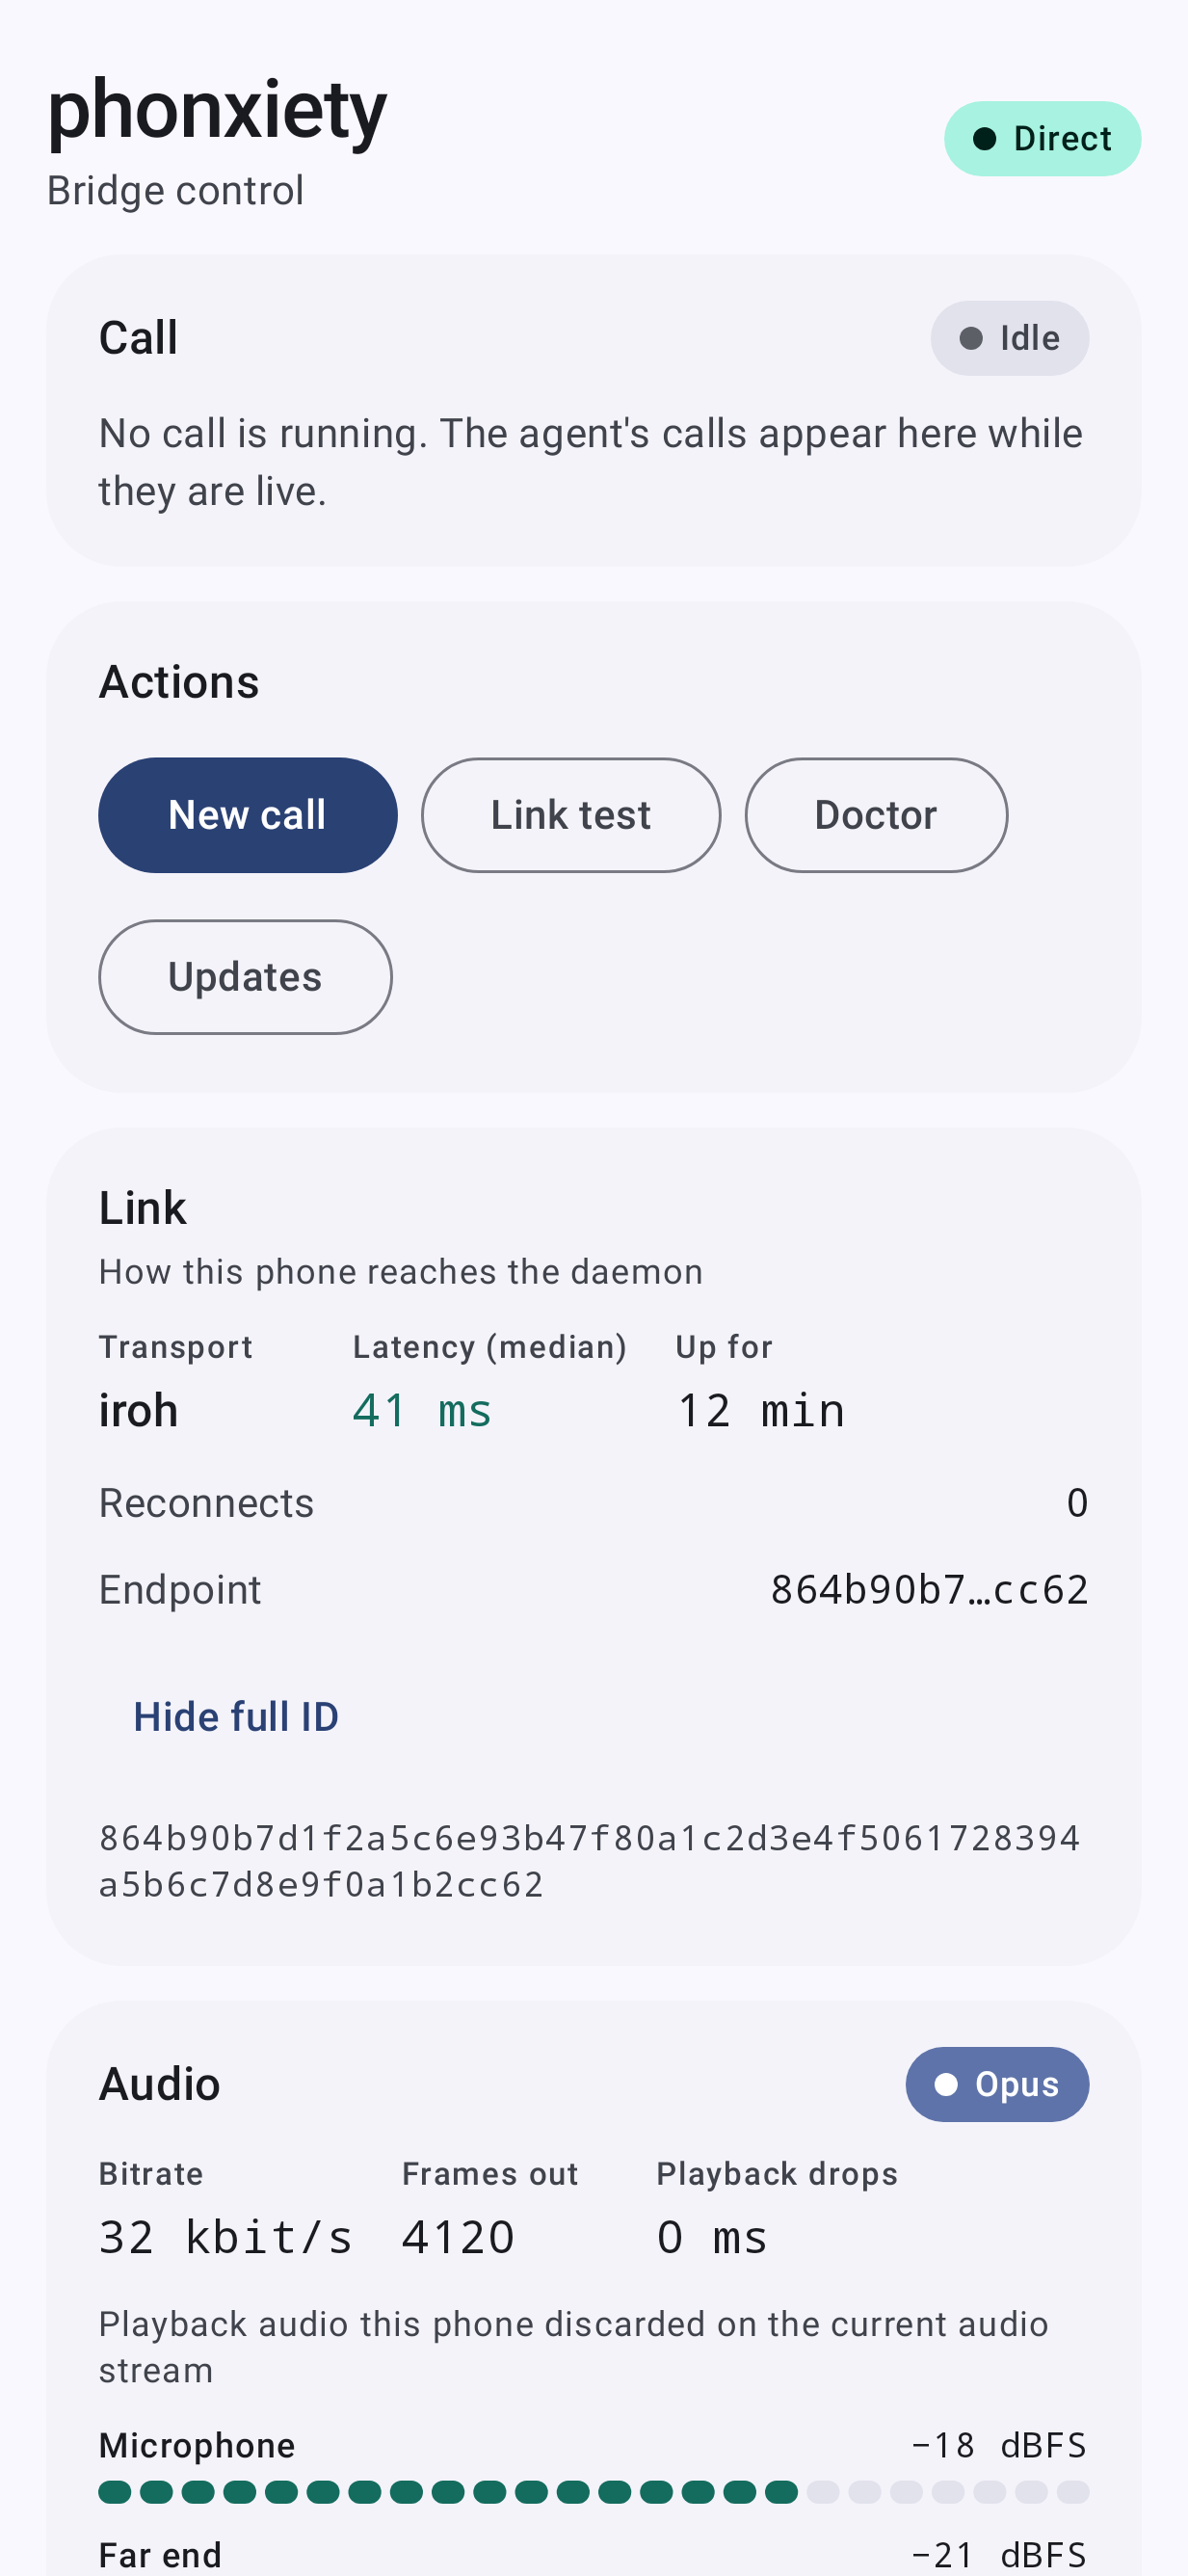 phonxiety
Direct
Bridge control
Call
Idle
No call is running. The agent's calls appear here while
they are live.
Actions
New call
Link test
Doctor
Updates
Link
How this phone reaches the daemon
Transport
Latency (median)
Up for
iroh
41 ms
12 min
Reconnects
0
Endpoint
864b90b7…cc62
Hide full ID
864b90b7d1f2a5c6e93b47f80a1c2d3e4f5061728394
a5b6c7d8e9f0a1b2cc62
Audio
Opus
Bitrate
Frames out
Playback drops
32 kbit/s
4120
0 ms
Playback audio this phone discarded on the current audio
stream
Microphone
−18 dBFS
Far end
−21 dBFS